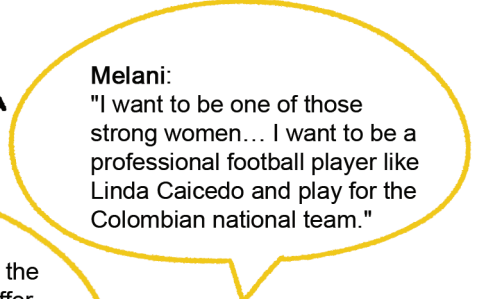 Melani:
"I want to be one of those
strong women… I want to be a
professional football player like
Linda Caicedo and play for the
Colombian national team."
the